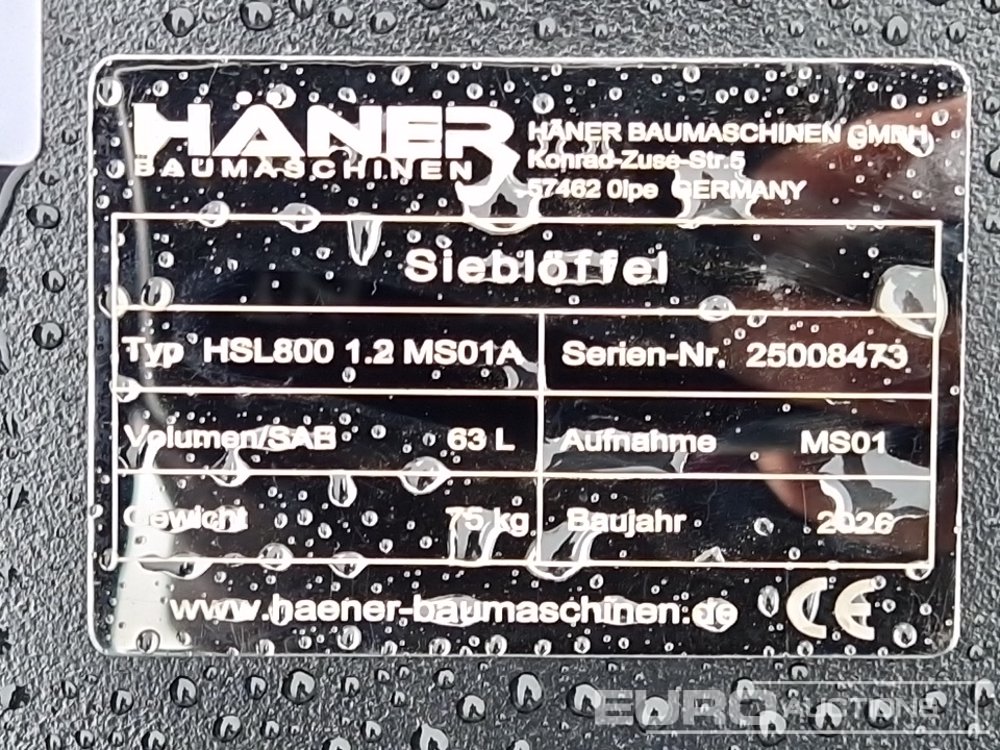 HÄNER
BAUMASCHINEN
HÄNER BAUMASCHINEN GMBH
Konrad-Zuse-Str.5
57462 Olpe GERMANY
Sieblöffel
Typ HSL800 1.2 MS01A
Serien-Nr. 25008473
Volumen/SAE 63 L
Aufnahme MS01
Gewicht 75 kg
Baujahr 2026
www.haener-baumaschinen.de
CE
EURO AUCTIONS